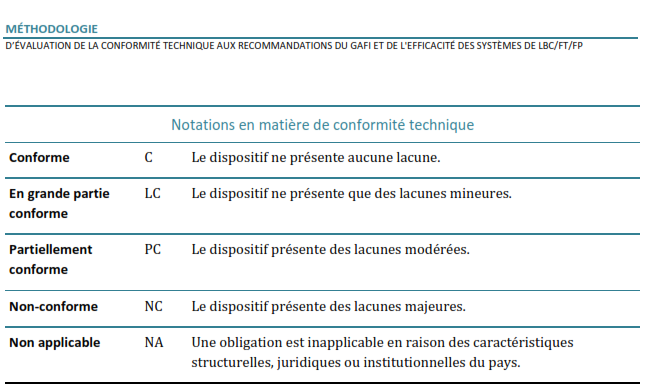 MÉTHODOLOGIE
D’ÉVALUATION DE LA CONFORMITÉ TECHNIQUE AUX RECOMMANDATIONS DU GAFI ET DE L'EFFICACITÉ DES SYSTÈMES DE LBC/FT/FP
Notations en matière de conformité technique
Conforme C Le dispositif ne présente aucune lacune.
En grande partie LC Le dispositif ne présente que des lacunes mineures.
conforme
Partiellement PC Le dispositif présente des lacunes modérées.
conforme
Non-conforme NC Le dispositif présente des lacunes majeures.
Non applicable NA Une obligation est inapplicable en raison des caractéristiques
structurelles, juridiques ou institutionnelles du pays.